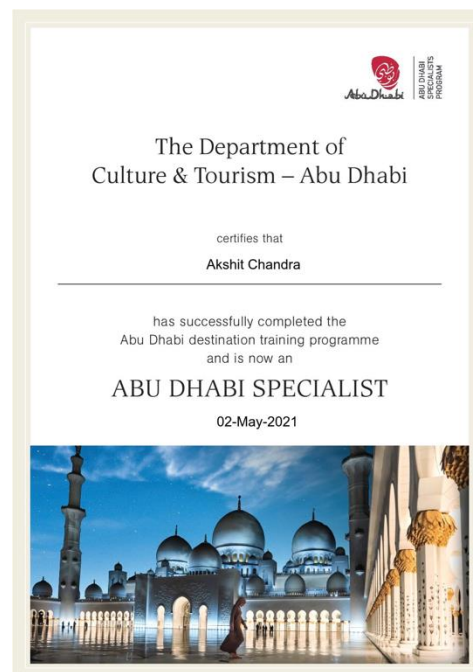 Abu Dhabi
ABU DHABI
SPECIALISTS
PROGRAM
The Department of
Culture & Tourism – Abu Dhabi
certifies that
Akshit Chandra
has successfully completed the
Abu Dhabi destination training programme
and is now an
ABU DHABI SPECIALIST
02-May-2021